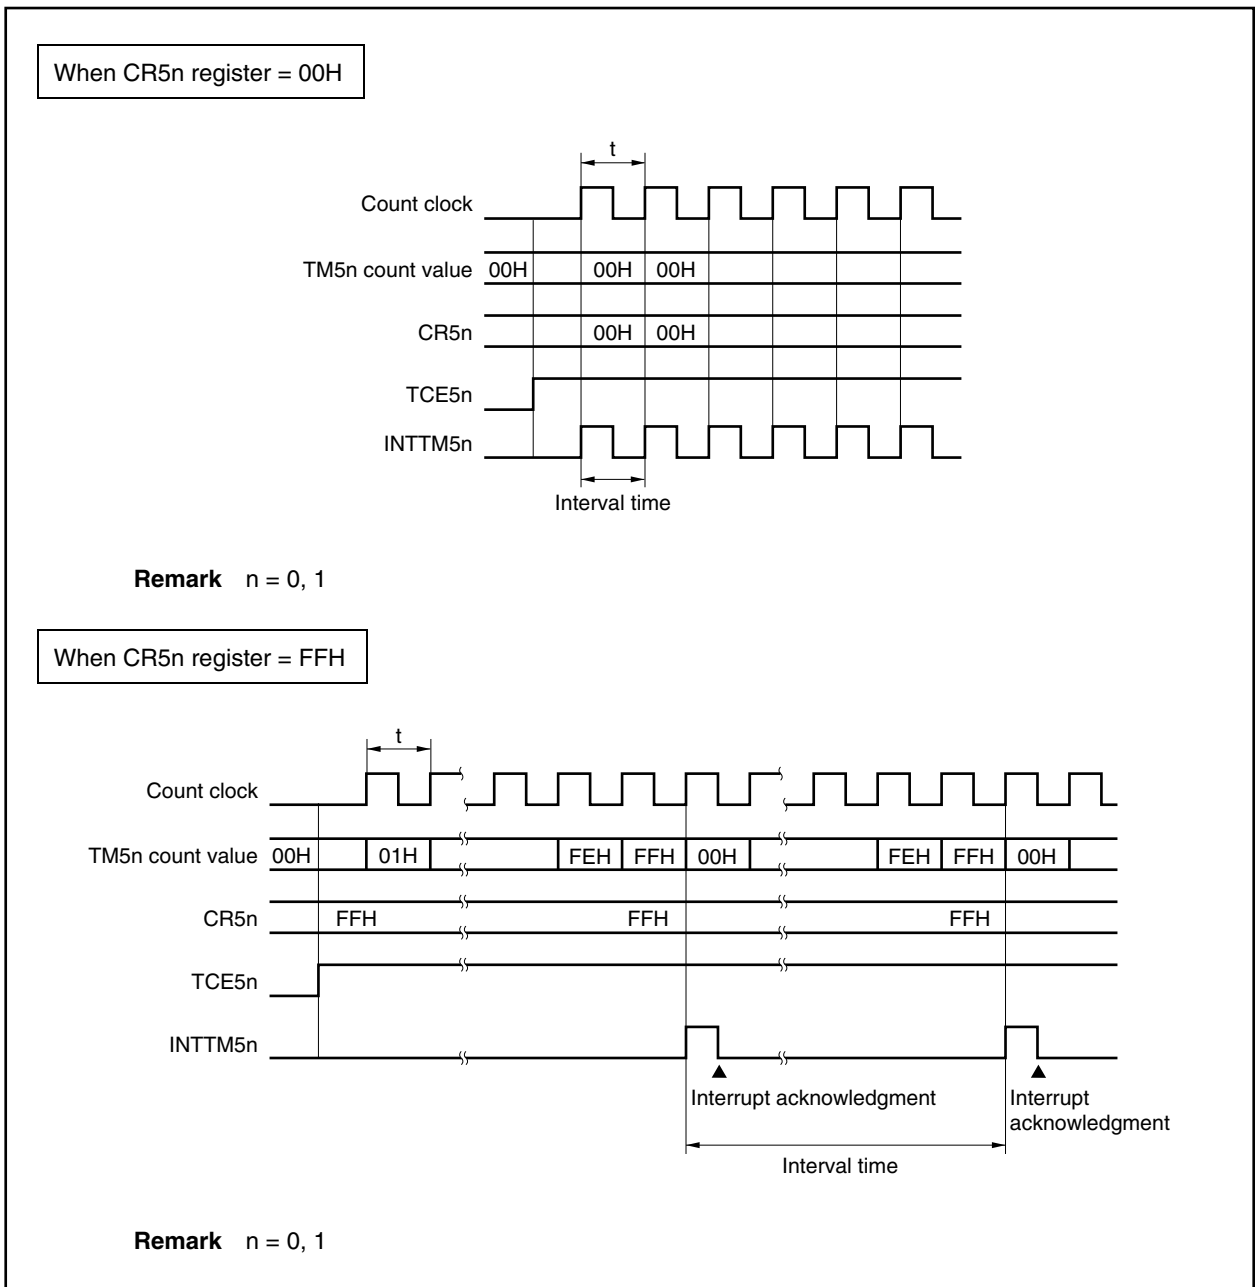 When CR5n register = 00H
t
Count clock
TM5n count value 00H 00H 00H
CR5n 00H 00H
TCE5n
INTTM5n
Interval time
Remark n = 0, 1
When CR5n register = FFH
t
Count clock
TM5n count value 00H 01H FEH FFH 00H FEH FFH 00H
CR5n FFH FFH FFH
TCE5n
INTTM5n
Interrupt acknowledgment
Interrupt
acknowledgment
Interval time
Remark n = 0, 1